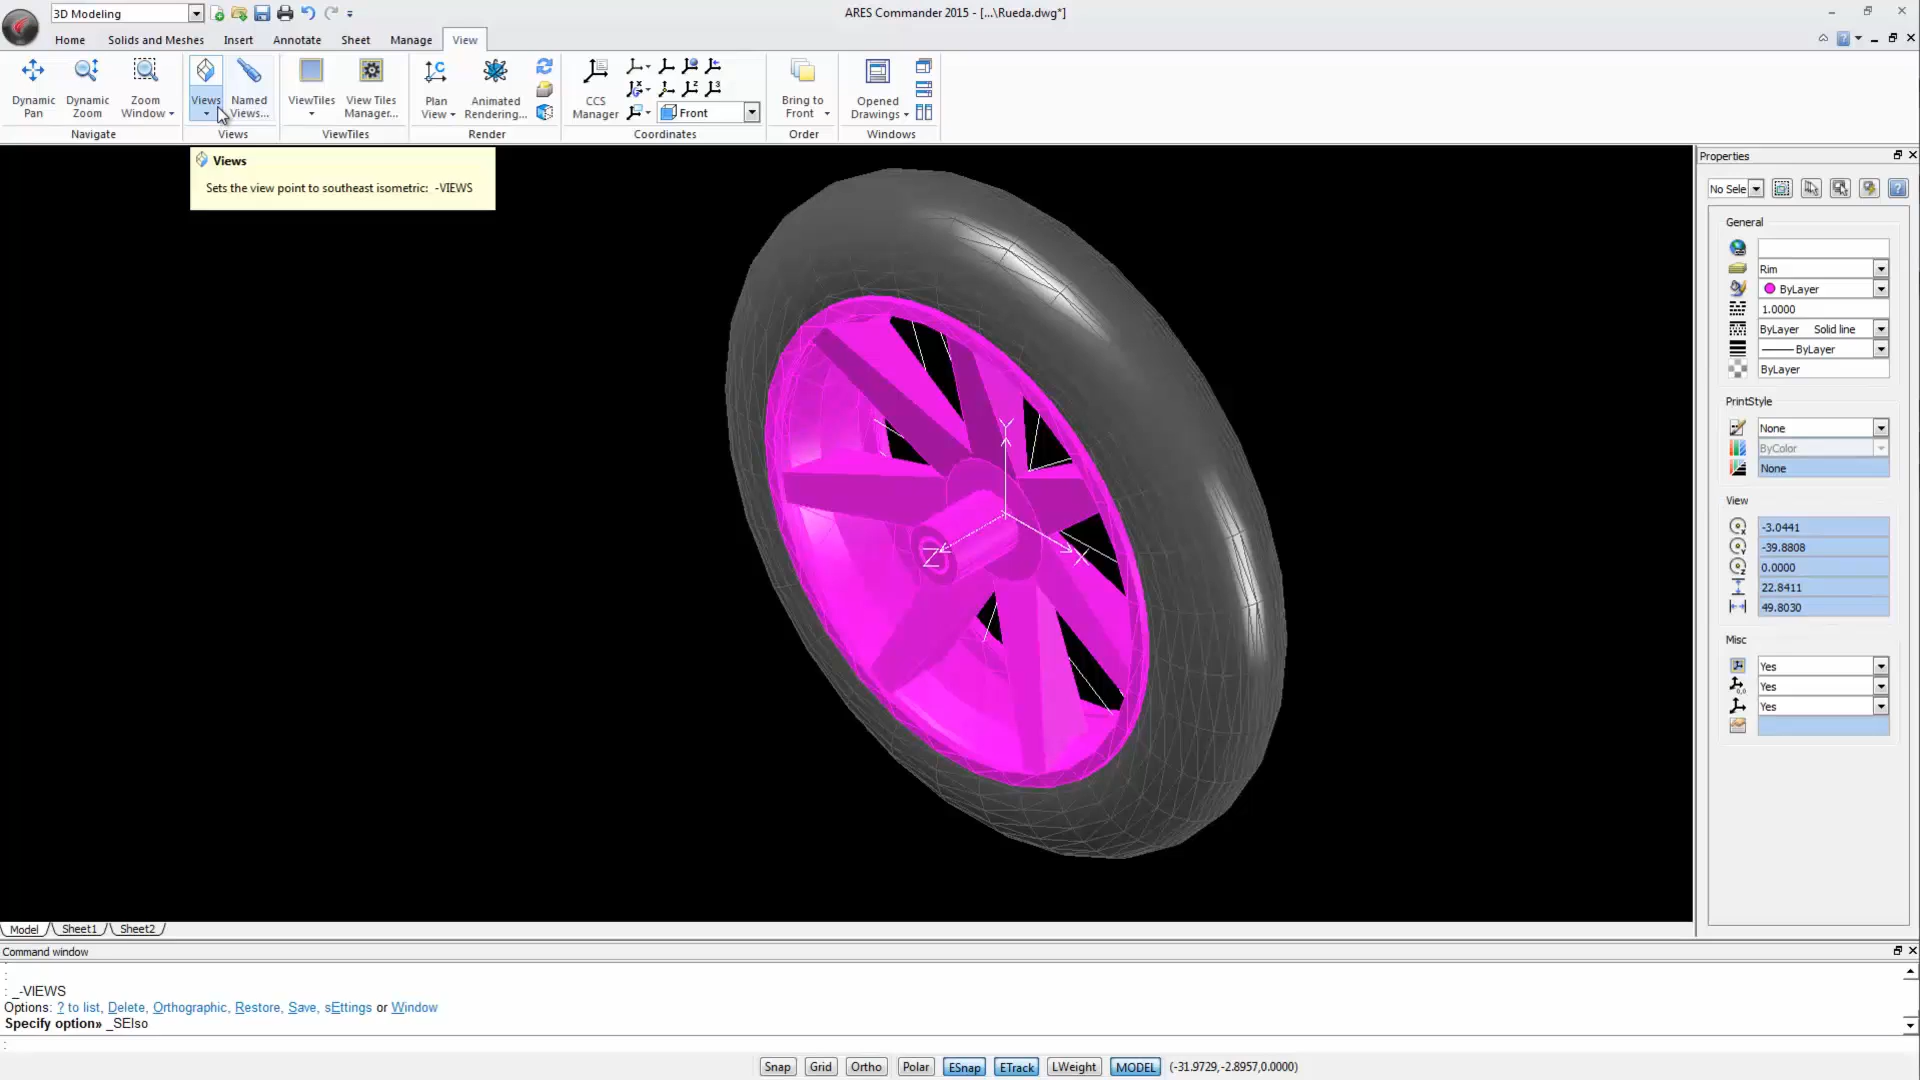 3D Modeling
ARES Commander 2015 - [...\Rueda.dwg*]
Home Solids and Meshes Insert Annotate Sheet Manage View
Dynamic Pan
Dynamic Zoom
Zoom Window
Views
Named Views...
ViewTiles
View Tiles Manager...
Plan View
Animated Rendering...
CCS Manager
Front
Bring to Front
Opened Drawings
Navigate Views ViewTiles Render Coordinates Order Windows
Views
Sets the view point to southeast isometric: -VIEWS
Y
X
Z
Properties
No Sele
General
Rim
ByLayer
1.0000
ByLayer Solid line
ByLayer
ByLayer
PrintStyle
None
ByColor
None
View
-3.0441
-39.8808
0.0000
22.8411
49.8030
Misc
Yes
Yes
Yes
Model Sheet1 Sheet2
Command window
:
: _-VIEWS
Options: ? to list, Delete, Orthographic, Restore, Save, sEttings or Window
Specify option» _SEIso
:
Snap Grid Ortho Polar ESnap ETrack LWeight MODEL (-31.9729,-2.8957,0.0000)